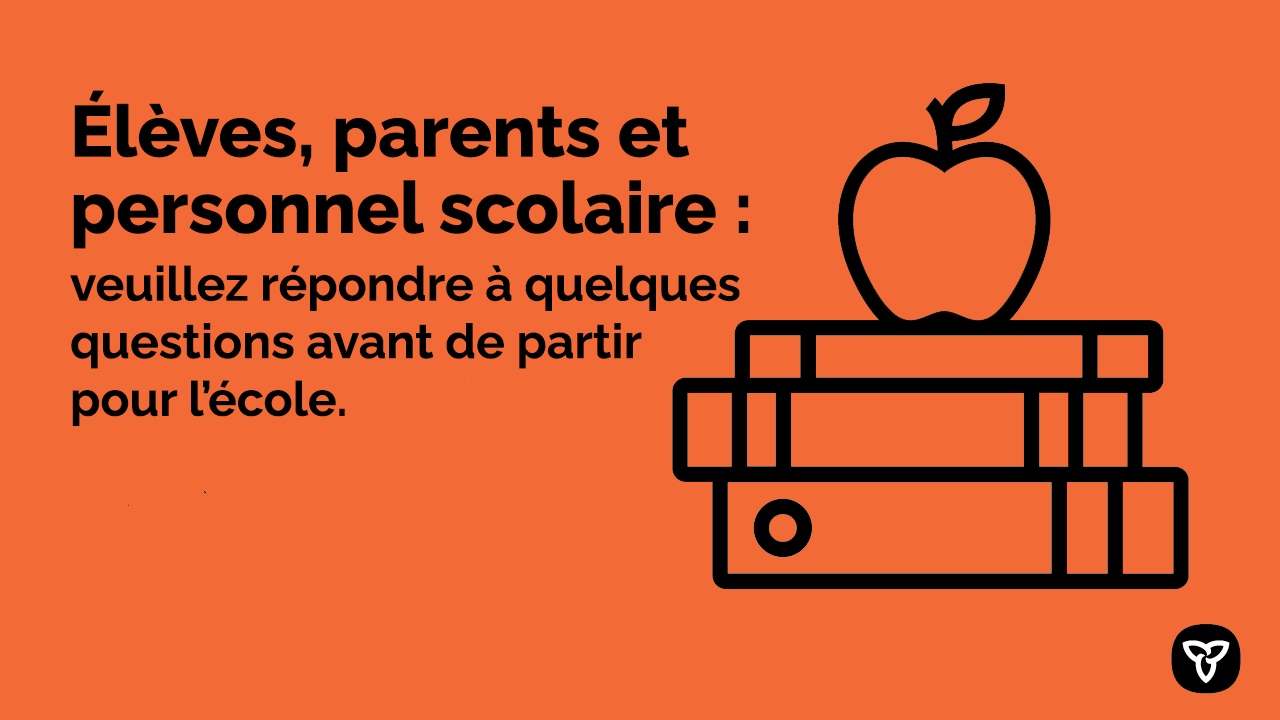 Élèves, parents et
personnel scolaire :
veuillez répondre à quelques
questions avant de partir
pour l’école.